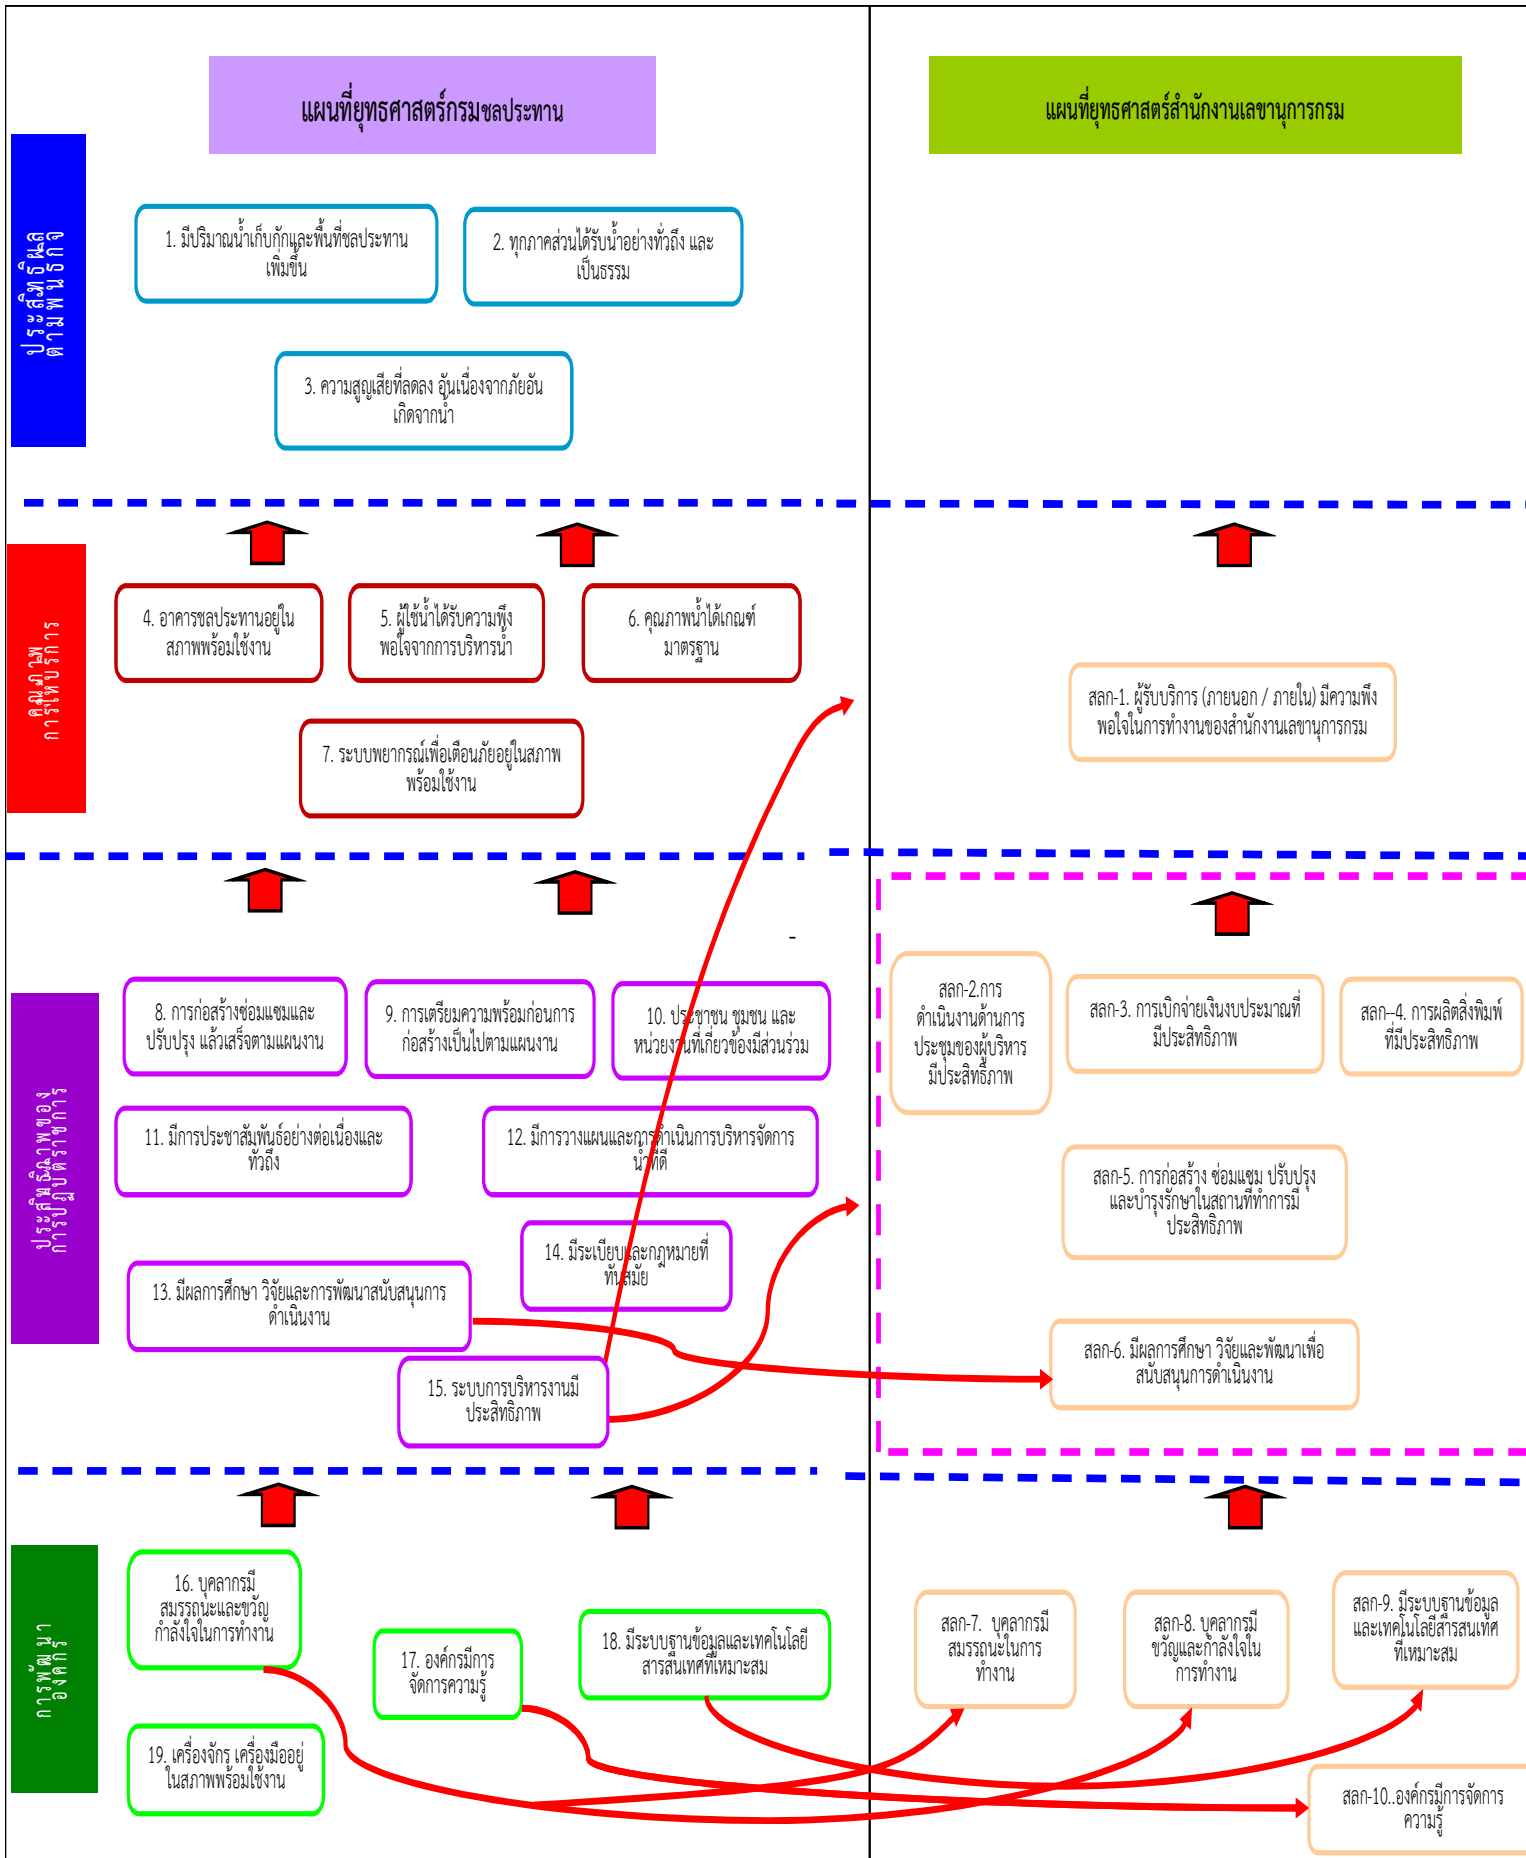 แผนที่ยุทธศาสตร์กรมชลประทาน
แผนที่ยุทธศาสตร์สำนักงานเลขานุการกรม
ประสิทธิผล
ตามพันธกิจ
1. มีปริมาณน้ำเก็บกักและพื้นที่ชลประทาน
เพิ่มขึ้น
2. ทุกภาคส่วนได้รับน้ำอย่างทั่วถึง และ
เป็นธรรม
3. ความสูญเสียที่ลดลง อันเนื่องจากภัยอัน
เกิดจากน้ำ
คุณภาพ
การให้บริการ
4. อาคารชลประทานอยู่ใน
สภาพพร้อมใช้งาน
5. ผู้ใช้น้ำได้รับความพึง
พอใจจากการบริหารน้ำ
6. คุณภาพน้ำได้เกณฑ์
มาตรฐาน
7. ระบบพยากรณ์เพื่อเตือนภัยอยู่ในสภาพ
พร้อมใช้งาน
สลก-1. ผู้รับบริการ (ภายนอก / ภายใน) มีความพึง
พอใจในการทำงานของสำนักงานเลขานุการกรม
-
ประสิทธิภาพของ
การปฏิบัติราชการ
8. การก่อสร้างซ่อมแซมและ
ปรับปรุง แล้วเสร็จตามแผนงาน
9. การเตรียมความพร้อมก่อนการ
ก่อสร้างเป็นไปตามแผนงาน
10. ประชาชน ชุมชน และ
หน่วยงานที่เกี่ยวข้องมีส่วนร่วม
11. มีการประชาสัมพันธ์อย่างต่อเนื่องและ
ทั่วถึง
12. มีการวางแผนและการดำเนินการบริหารจัดการ
น้ำที่ดี
13. มีผลการศึกษา วิจัยและการพัฒนาสนับสนุนการ
ดำเนินงาน
14. มีระเบียบและกฎหมายที่
ทันสมัย
15. ระบบการบริหารงานมี
ประสิทธิภาพ
สลก-2.การ
ดำเนินงานด้านการ
ประชุมของผู้บริหาร
มีประสิทธิภาพ
สลก-3. การเบิกจ่ายเงินงบประมาณที่
มีประสิทธิภาพ
สลก--4. การผลิตสิ่งพิมพ์
ที่มีประสิทธิภาพ
สลก-5. การก่อสร้าง ซ่อมแซม ปรับปรุง
และบำรุงรักษาในสถานที่ทำการมี
ประสิทธิภาพ
สลก-6. มีผลการศึกษา วิจัยและพัฒนาเพื่อ
สนับสนุนการดำเนินงาน
การพัฒนา
องค์กร
16. บุคลากรมี
สมรรถนะและขวัญ
กำลังใจในการทำงาน
17. องค์กรมีการ
จัดการความรู้
18. มีระบบฐานข้อมูลและเทคโนโลยี
สารสนเทศที่เหมาะสม
19. เครื่องจักร เครื่องมืออยู่
ในสภาพพร้อมใช้งาน
สลก-7. บุคลากรมี
สมรรถนะในการ
ทำงาน
สลก-8. บุคลากรมี
ขวัญและกำลังใจใน
การทำงาน
สลก-9. มีระบบฐานข้อมูล
และเทคโนโลยีสารสนเทศ
ที่เหมาะสม
สลก-10..องค์กรมีการจัดการ
ความรู้